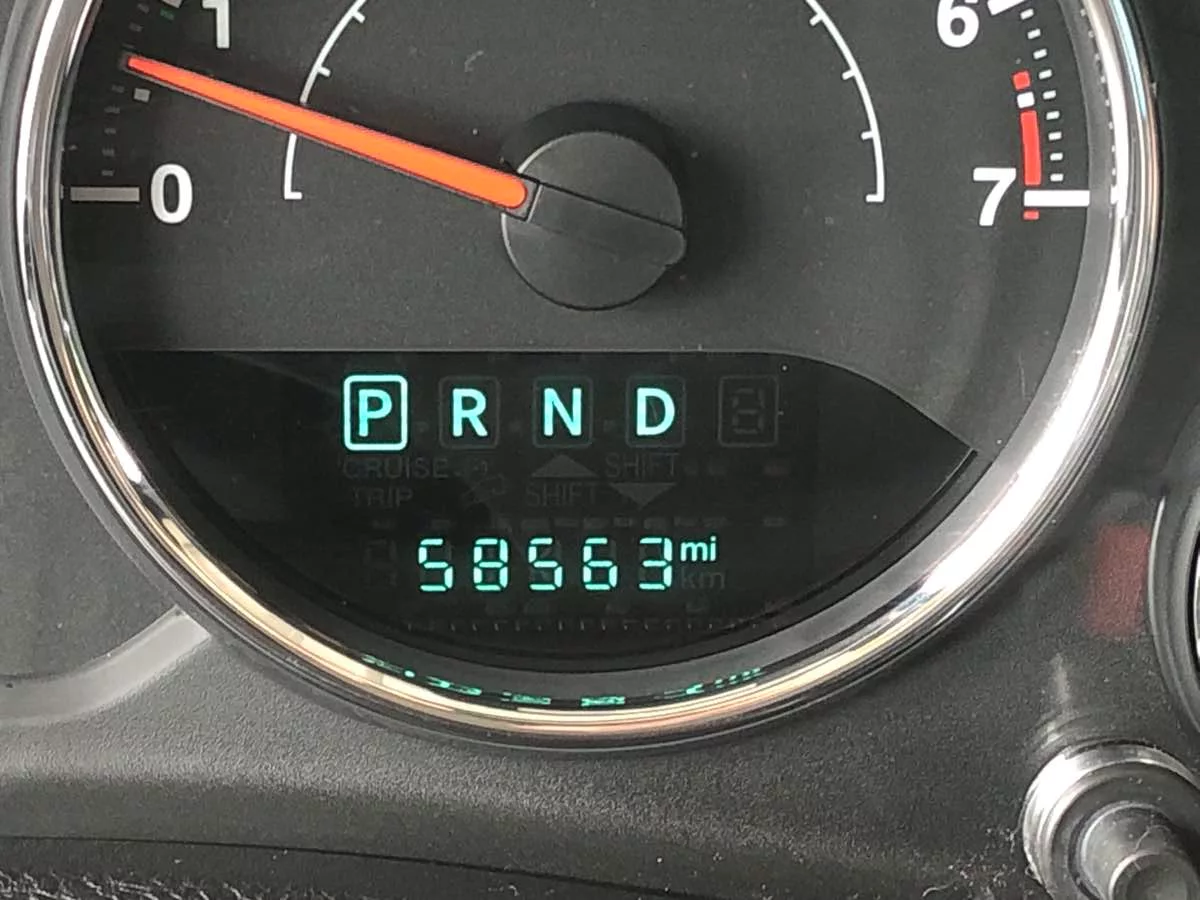 1 6
0 7
P R N D
CRUISE SHIFT
TRIP SHIFT
58563 mi
km